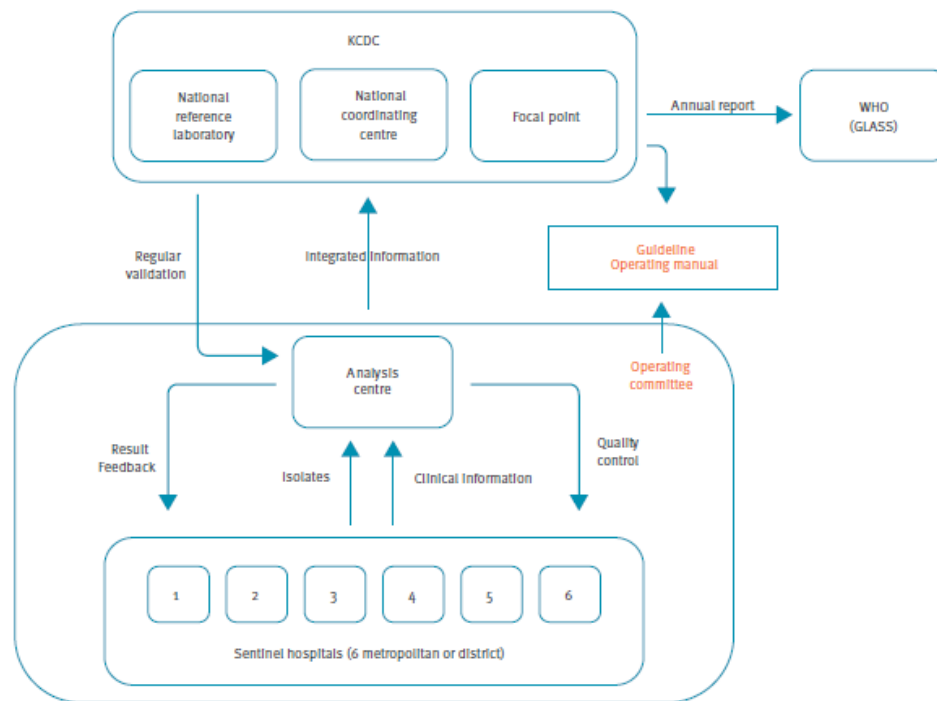 KCDC
National
reference
laboratory
National
coordinating
centre
Focal point
Annual report
WHO
(GLASS)
Regular
validation
Integrated information
Guideline
Operating manual
Operating
committee
Analysis
centre
Result
Feedback
Isolates
Clinical information
Quality
control
1
2
3
4
5
6
Sentinel hospitals (6 metropolitan or district)